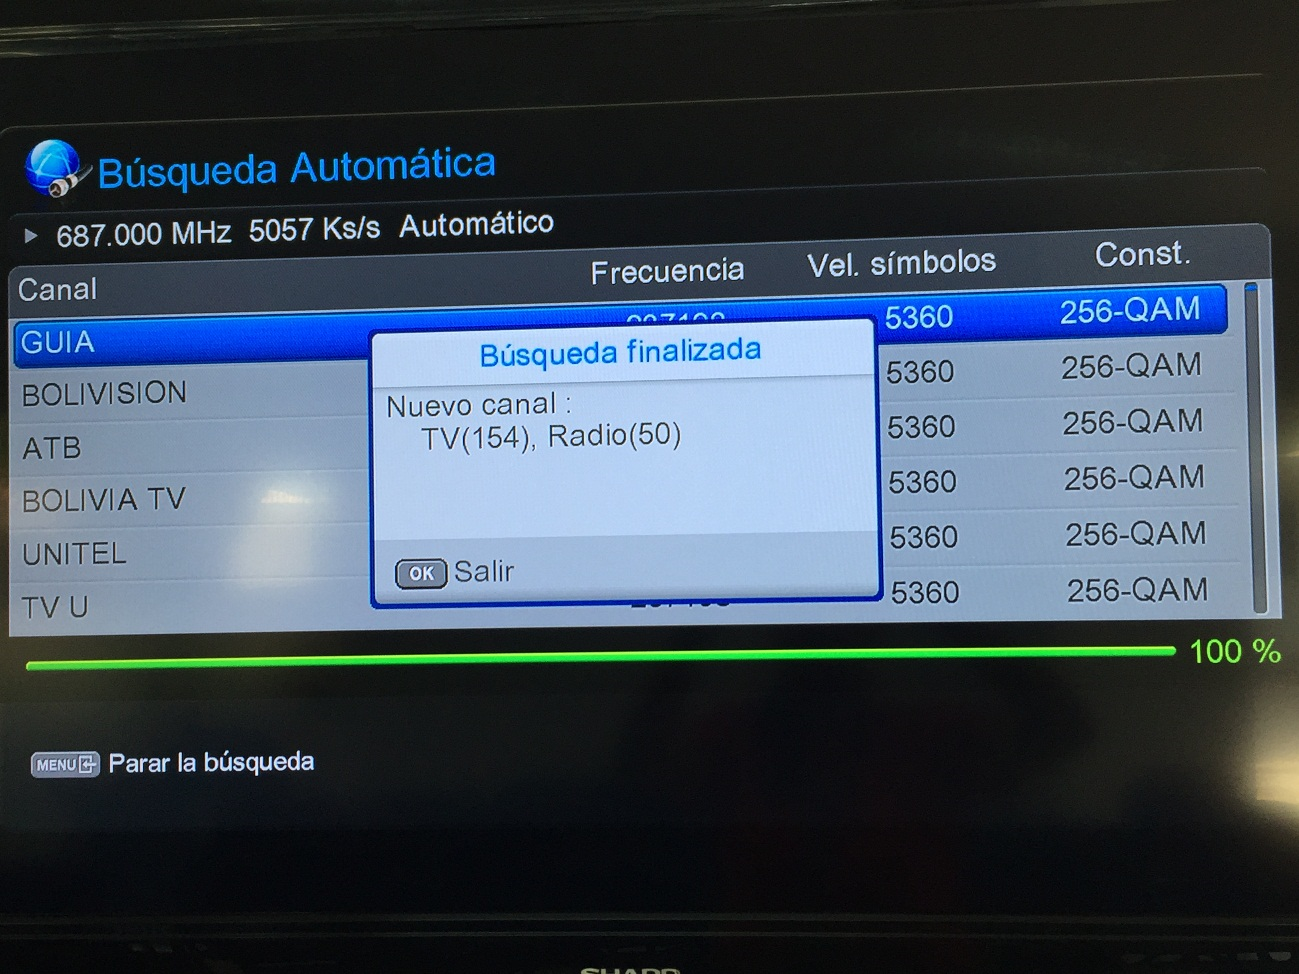 Búsqueda Automática
687.000 MHz 5057 Ks/s Automático
Canal Frecuencia Vel. símbolos Const.
GUIA 5360 256-QAM
BOLIVISION 5360 256-QAM
ATB 5360 256-QAM
BOLIVIA TV 5360 256-QAM
UNITEL 5360 256-QAM
TV U 5360 256-QAM
Búsqueda finalizada
Nuevo canal :
TV(154), Radio(50)
OK Salir
100 %
MENU Parar la búsqueda
SHARP